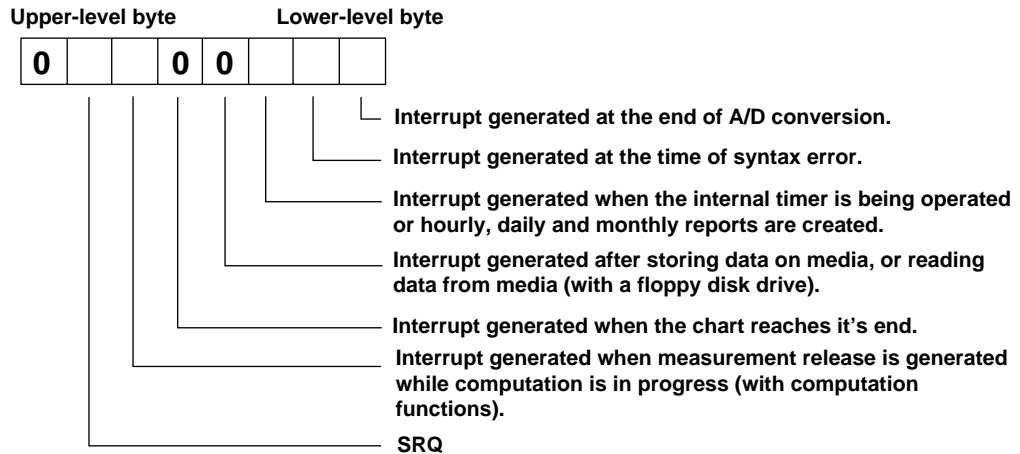 Upper-level byte Lower-level byte
0 0 0
Interrupt generated at the end of A/D conversion.
Interrupt generated at the time of syntax error.
Interrupt generated when the internal timer is being operated
or hourly, daily and monthly reports are created.
Interrupt generated after storing data on media, or reading
data from media (with a floppy disk drive).
Interrupt generated when the chart reaches it's end.
Interrupt generated when measurement release is generated
while computation is in progress (with computation
functions).
SRQ